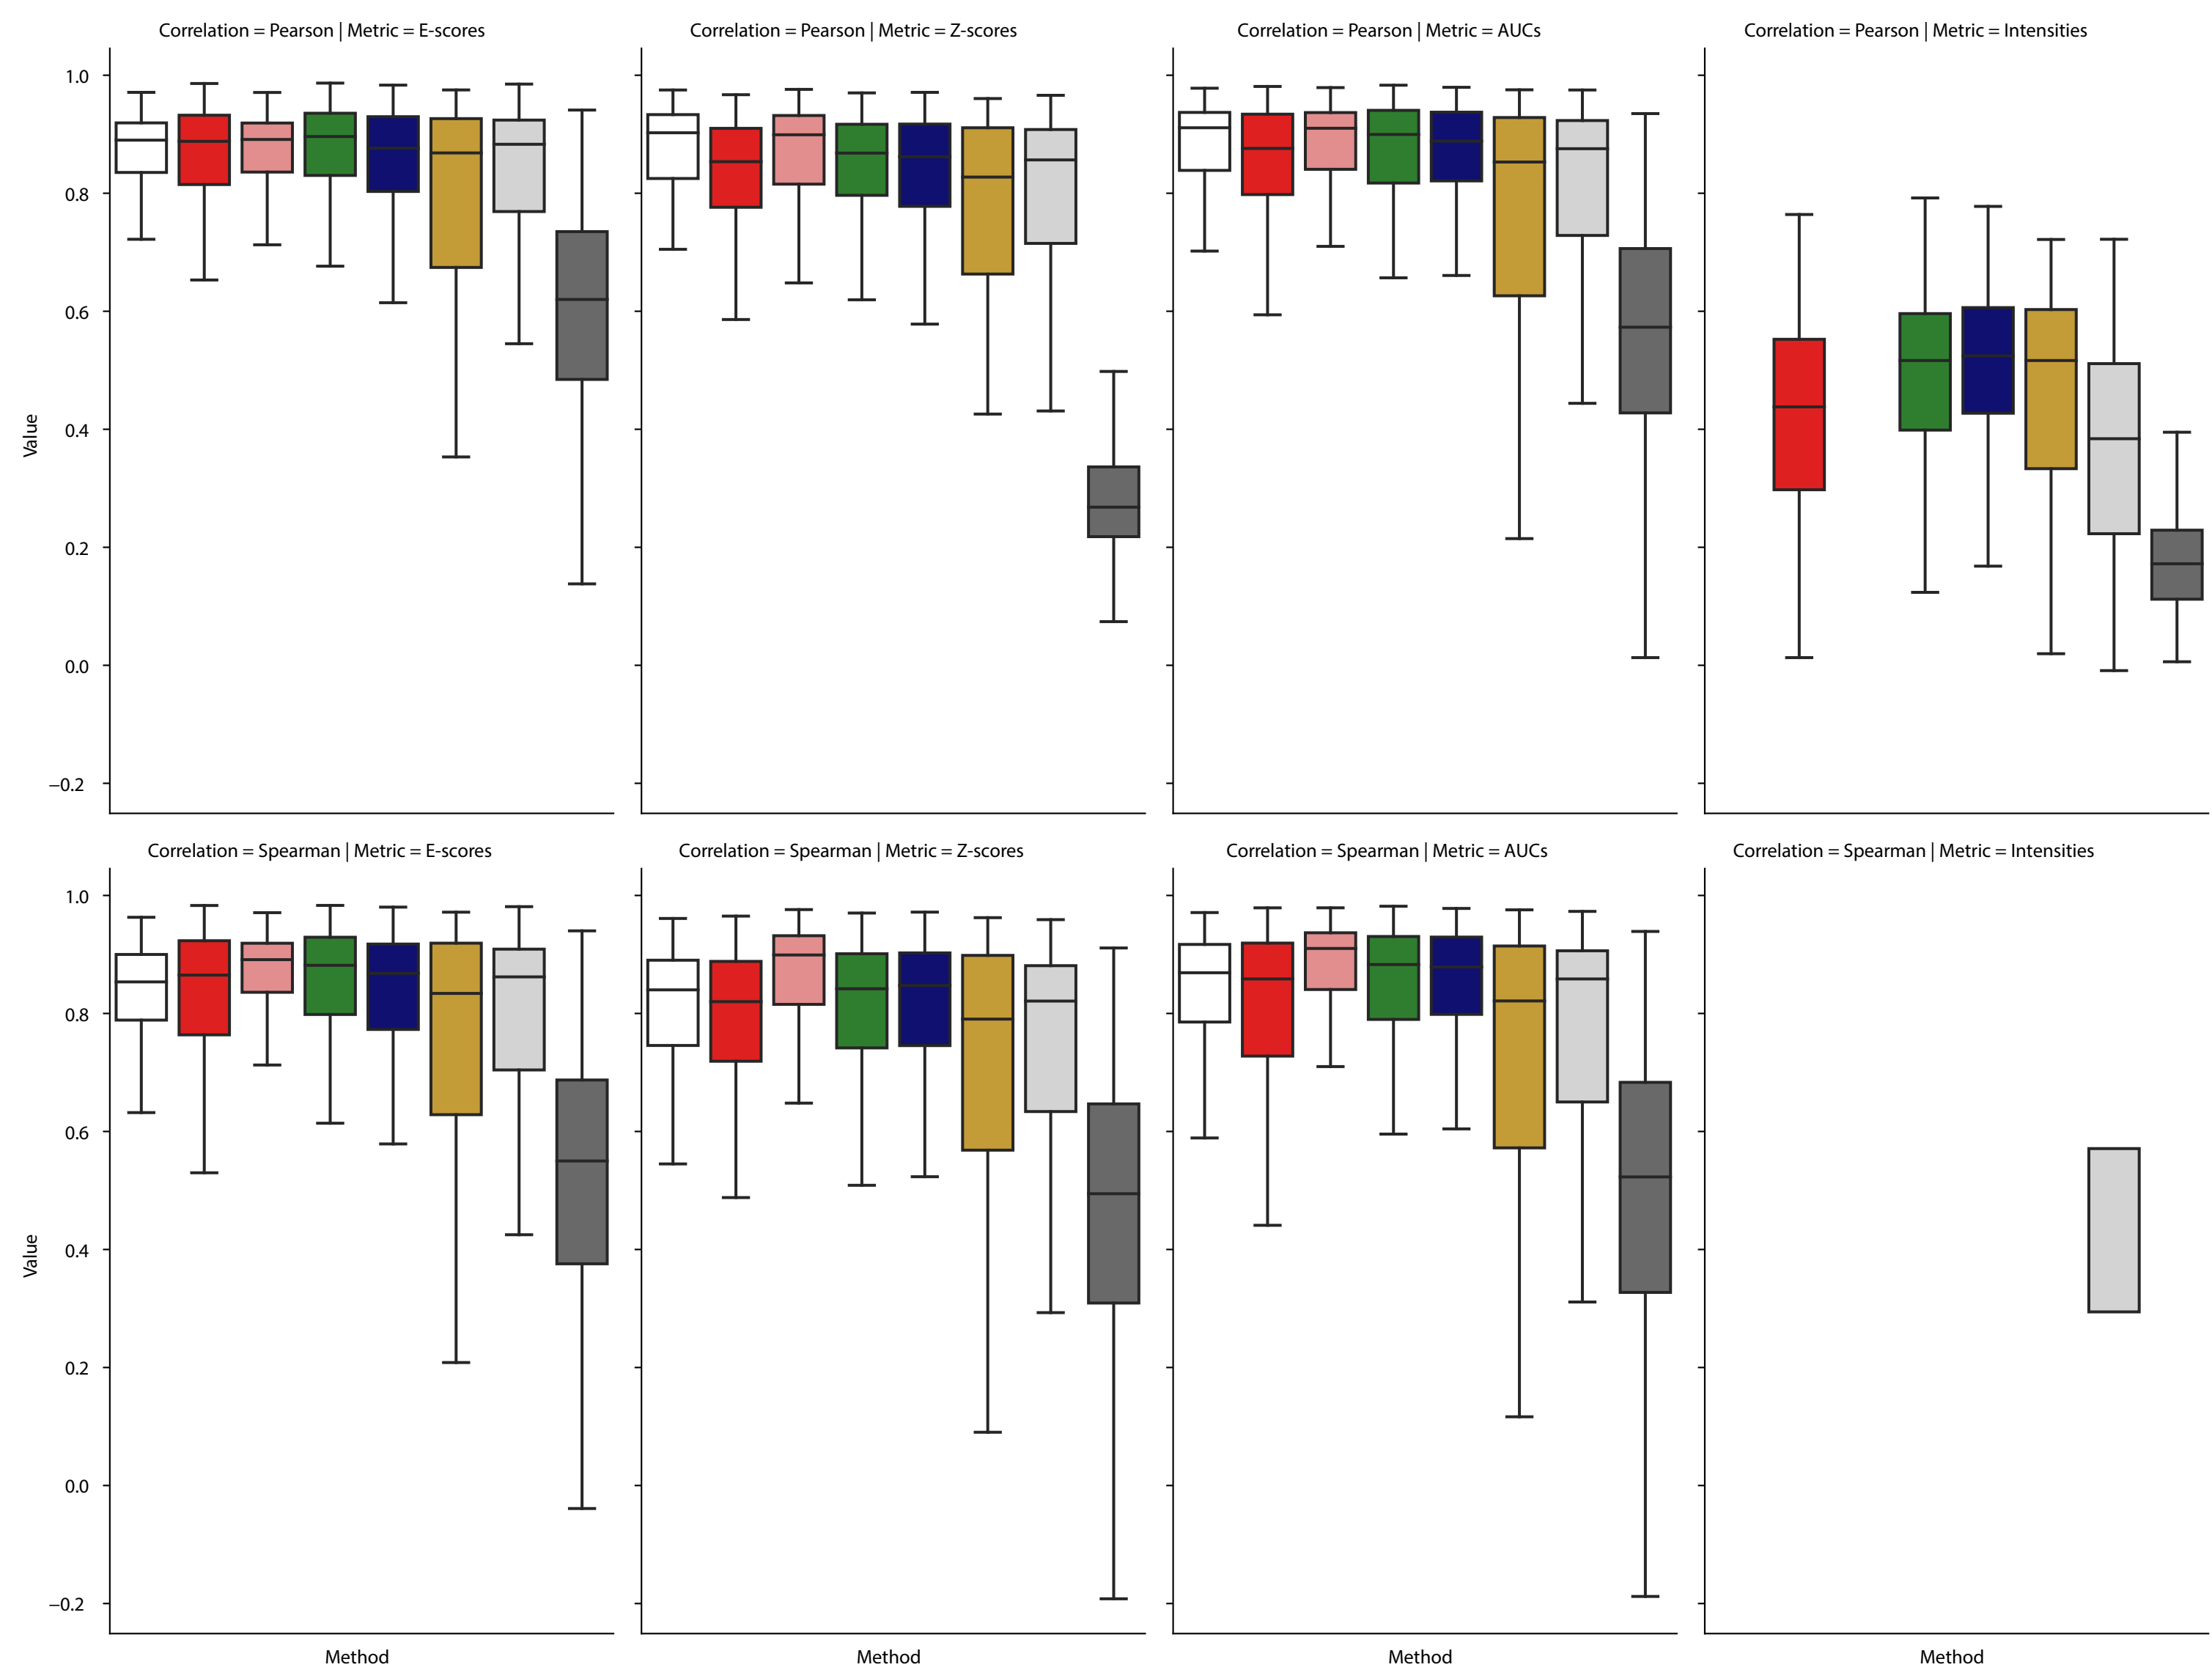 Correlation = Pearson | Metric = E-scores
Correlation = Pearson | Metric = Z-scores
Correlation = Pearson | Metric = AUCs
Correlation = Pearson | Metric = Intensities
1.0
0.8
0.6
0.4
0.2
0.0
−0.2
Value
Correlation = Spearman | Metric = E-scores
Correlation = Spearman | Metric = Z-scores
Correlation = Spearman | Metric = AUCs
Correlation = Spearman | Metric = Intensities
1.0
0.8
0.6
0.4
0.2
0.0
−0.2
Value
Method
Method
Method
Method